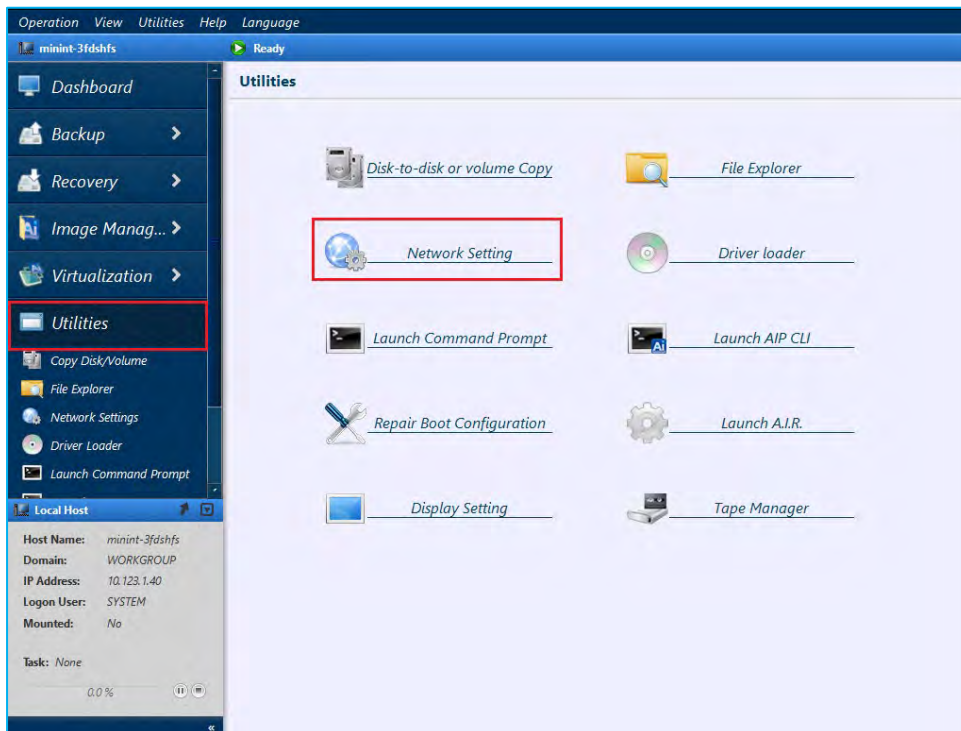 Operation View Utilities Help Language
minint-3fdshfs
Ready
Dashboard
Backup
Recovery
Image Manag...
Virtualization
Utilities
Copy Disk/Volume
File Explorer
Network Settings
Driver Loader
Launch Command Prompt
Local Host
Host Name: minint-3fdshfs
Domain: WORKGROUP
IP Address: 10.123.1.40
Logon User: SYSTEM
Mounted: No
Task: None
0.0 %
«
Utilities
Disk-to-disk or volume Copy
File Explorer
Network Setting
Driver loader
Launch Command Prompt
Launch AIP CLI
Repair Boot Configuration
Launch A.I.R.
Display Setting
Tape Manager